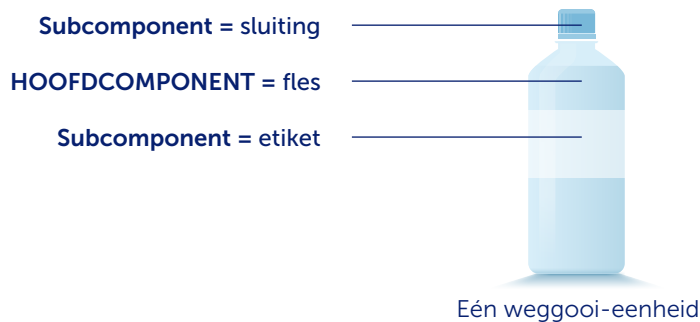 Subcomponent = sluiting
HOOFDCOMPONENT = fles
Subcomponent = etiket
Eén weggooi-eenheid